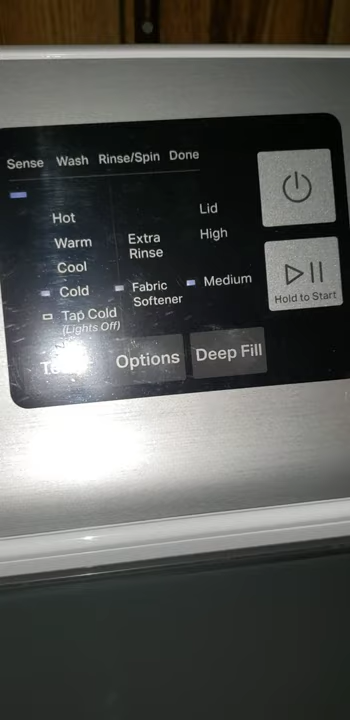 Sense Wash Rinse/Spin Done
Hot
Warm
Cool
Cold
Tap Cold
(Lights Off)
Extra
Rinse
Fabric
Softener
Lid
High
Medium
Hold to Start
Options
Deep Fill